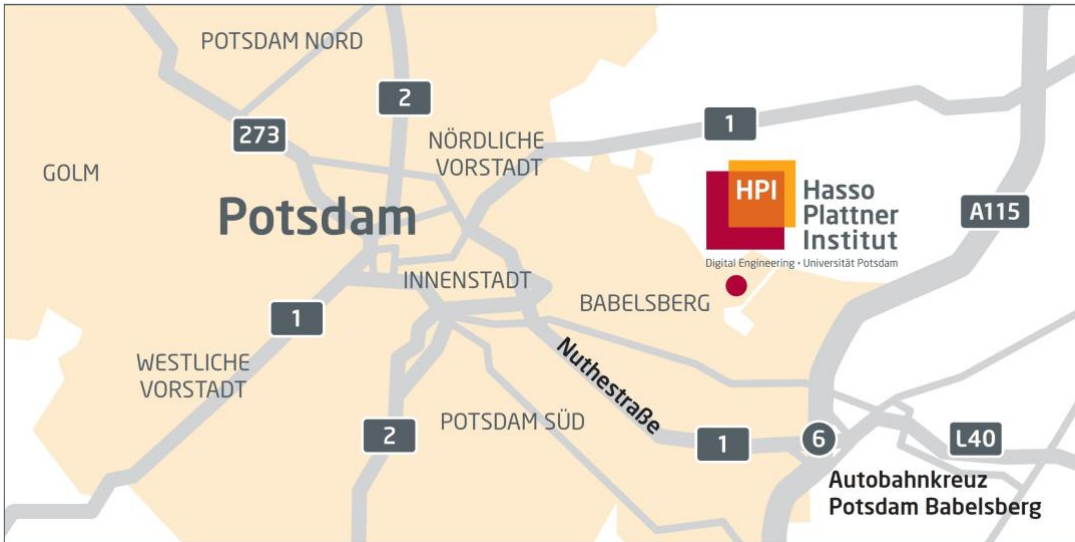 POTSDAM NORD
2
273
NÖRDLICHE
VORSTADT
1
GOLM
HPI
Hasso
Plattner
Institut
Digital Engineering • Universität Potsdam
A115
Potsdam
INNENSTADT
BABELSBERG
1
WESTLICHE
VORSTADT
Nuthestraße
POTSDAM SÜD
2
1
6
L40
Autobahnkreuz
Potsdam Babelsberg